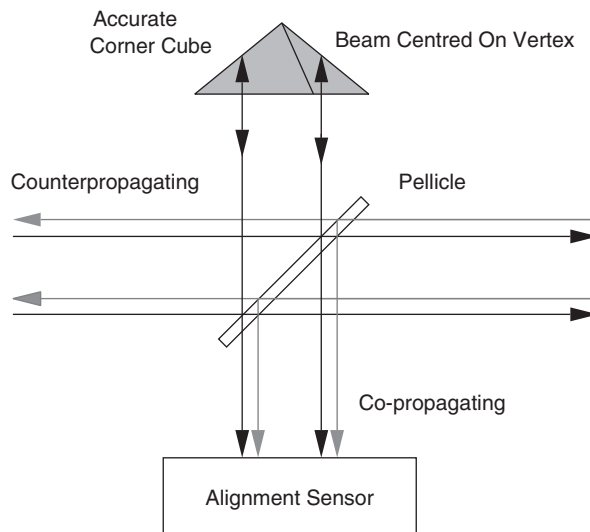 Accurate
Corner Cube
Beam Centred On Vertex
Counterpropagating
Pellicle
Co-propagating
Alignment Sensor